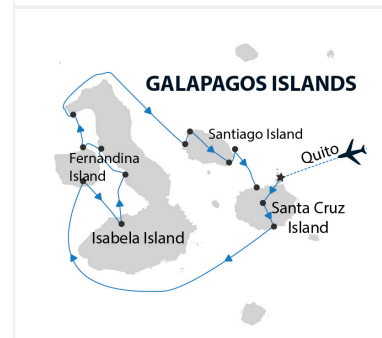 GALAPAGOS ISLANDS
Santiago Island
Quito
Fernandina
Island
Santa Cruz
Island
Isabela Island